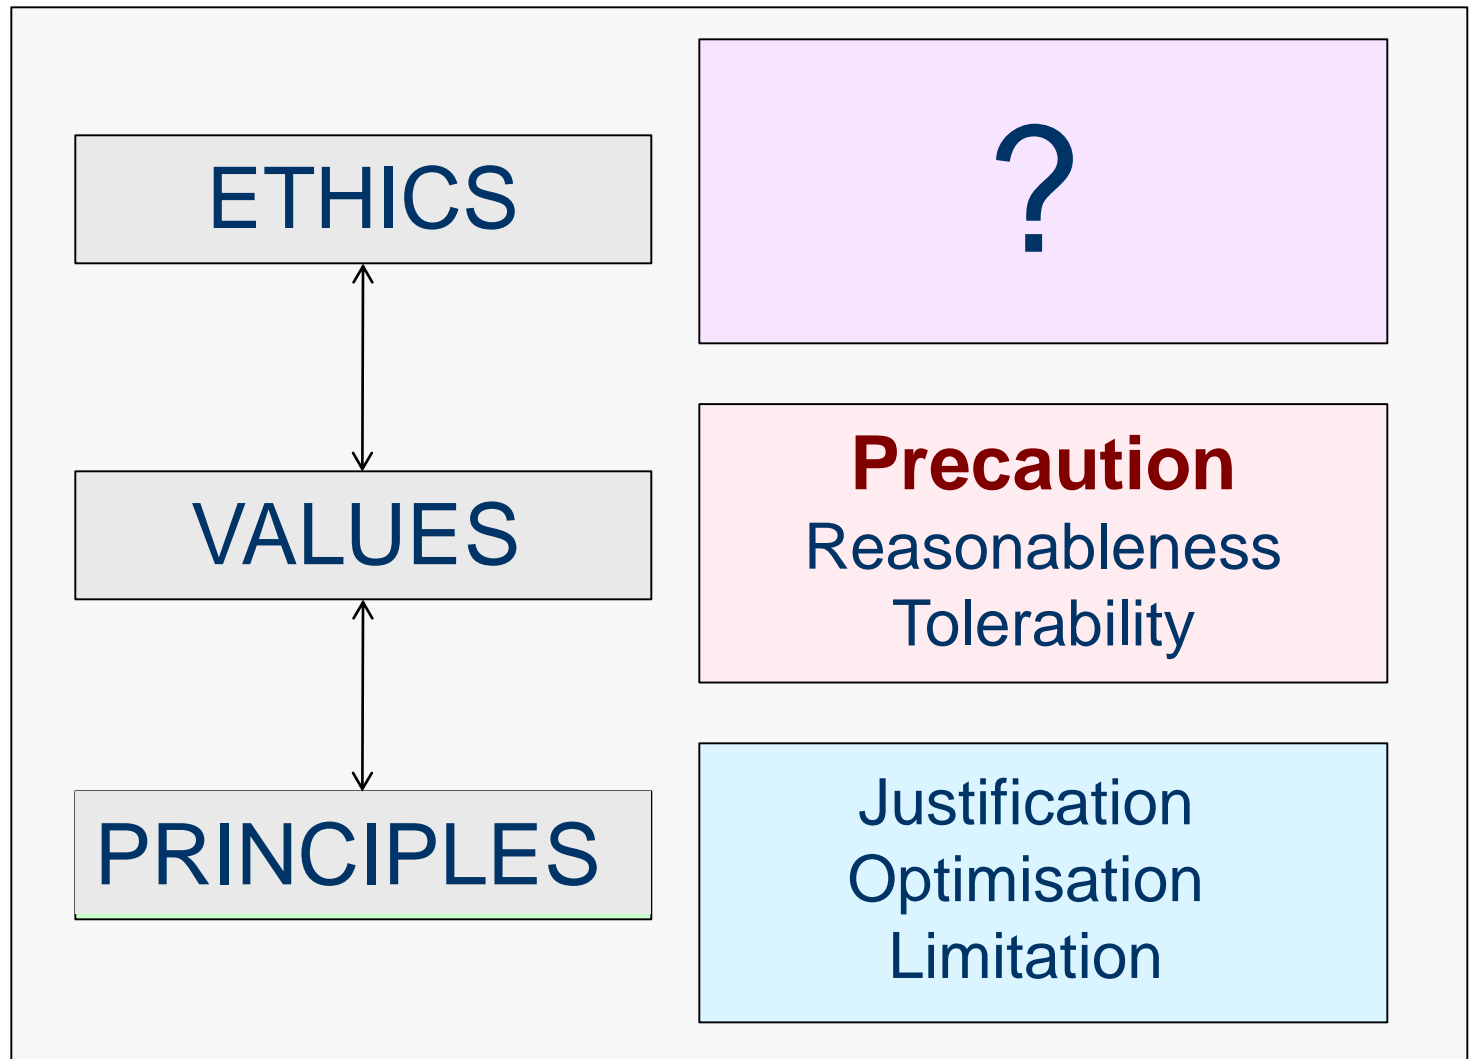 ETHICS
?
VALUES
Precaution
Reasonableness
Tolerability
PRINCIPLES
Justification
Optimisation
Limitation